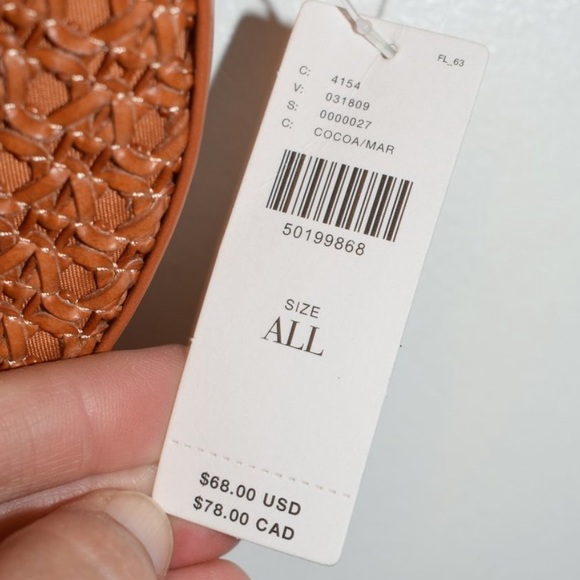 FL_63
C: 4154
V: 031809
S: 0000027
C: COCOA/MAR
50199868
SIZE
ALL
$68.00 USD
$78.00 CAD